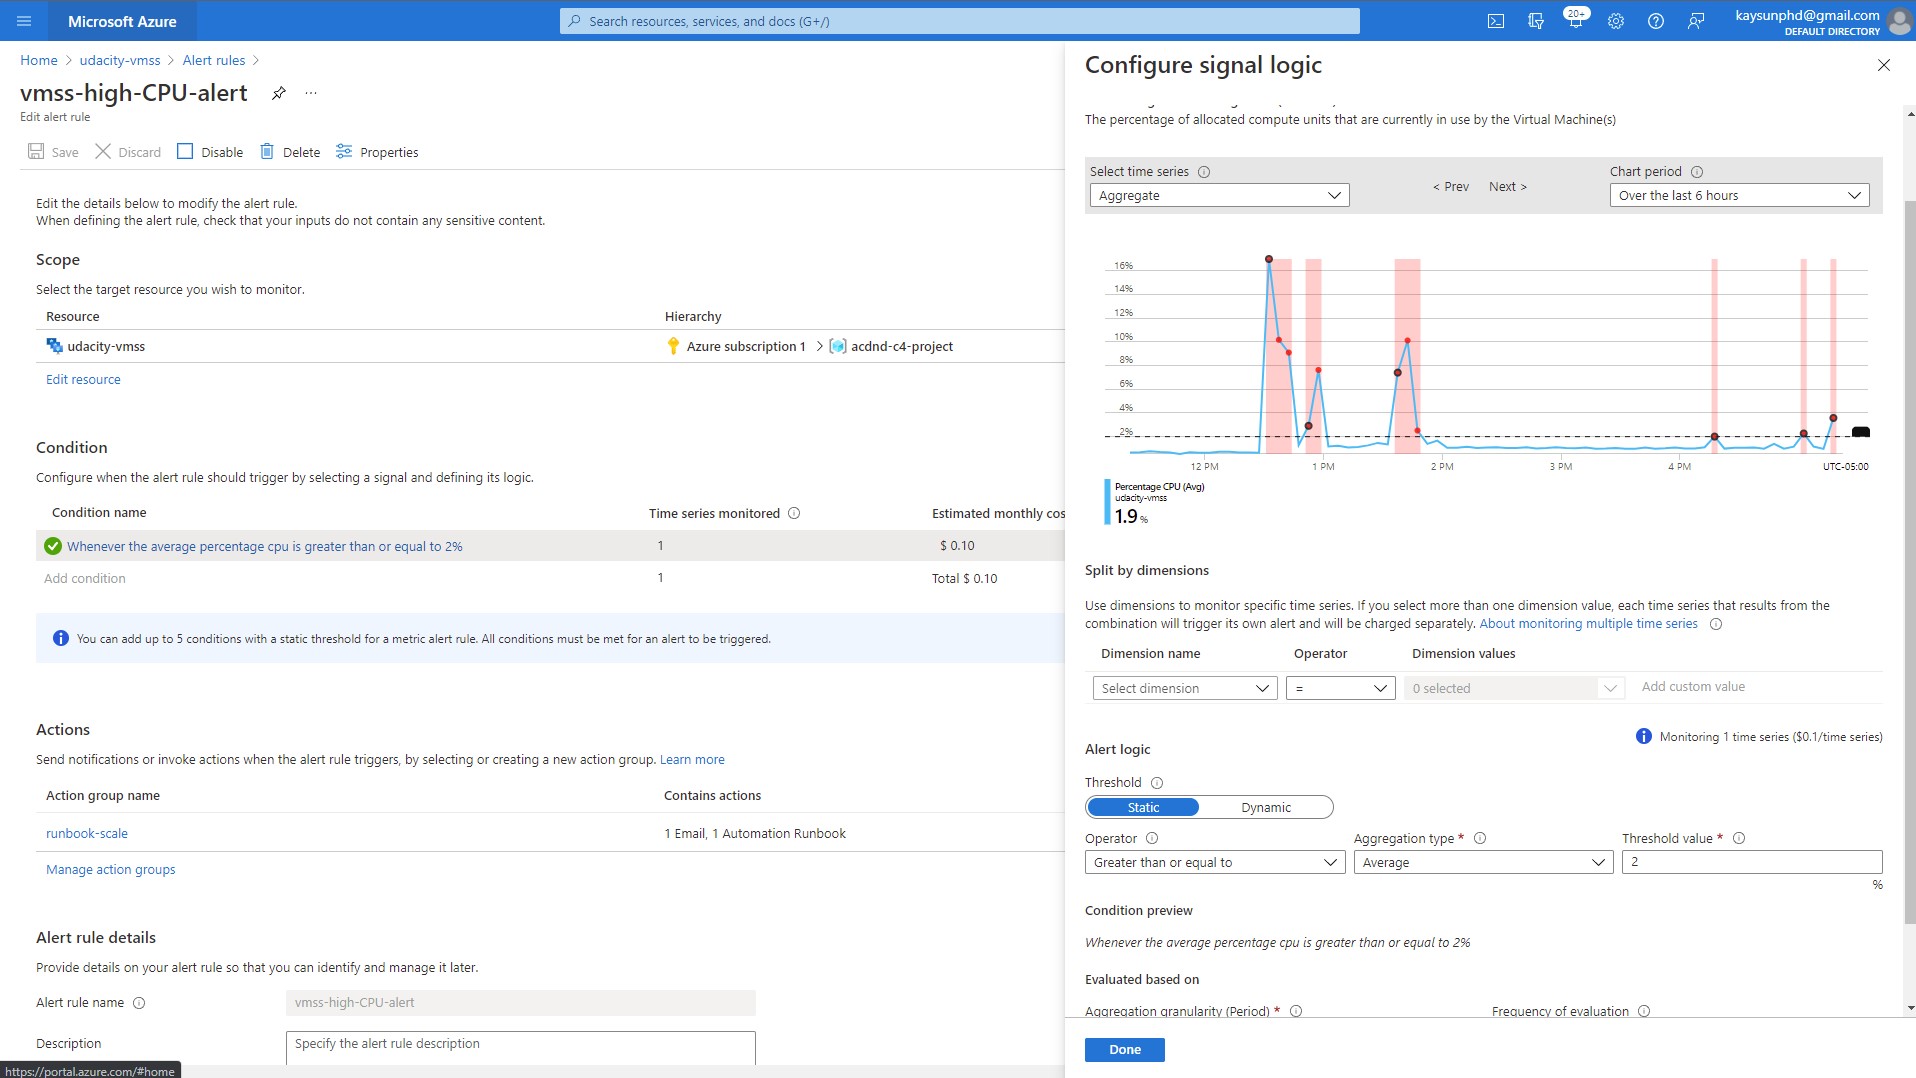 Microsoft Azure
Search resources, services, and docs (G+/)
20+
kaysunphd@gmail.com
DEFAULT DIRECTORY
Home > udacity-vmss > Alert rules >
vmss-high-CPU-alert
Edit alert rule
Save
Discard
Disable
Delete
Properties
Edit the details below to modify the alert rule.
When defining the alert rule, check that your inputs do not contain any sensitive content.
Scope
Select the target resource you wish to monitor.
Resource
Hierarchy
udacity-vmss
Azure subscription 1 > acdnd-c4-project
Edit resource
Condition
Configure when the alert rule should trigger by selecting a signal and defining its logic.
Condition name
Time series monitored
Estimated monthly cos
Whenever the average percentage cpu is greater than or equal to 2%
1
$ 0.10
Add condition
1
Total $ 0.10
You can add up to 5 conditions with a static threshold for a metric alert rule. All conditions must be met for an alert to be triggered.
Actions
Send notifications or invoke actions when the alert rule triggers, by selecting or creating a new action group. Learn more
Action group name
Contains actions
runbook-scale
1 Email, 1 Automation Runbook
Manage action groups
Alert rule details
Provide details on your alert rule so that you can identify and manage it later.
Alert rule name
vmss-high-CPU-alert
Description
Specify the alert rule description
https://portal.azure.com/#home
Configure signal logic
The percentage of allocated compute units that are currently in use by the Virtual Machine(s)
Select time series
Aggregate
< Prev
Next >
Chart period
Over the last 6 hours
16%
14%
12%
10%
8%
6%
4%
2%
12 PM
1 PM
2 PM
3 PM
4 PM
UTC-05:00
Percentage CPU (Avg)
udacity-vmss
1.9 %
Split by dimensions
Use dimensions to monitor specific time series. If you select more than one dimension value, each time series that results from the
combination will trigger its own alert and will be charged separately. About monitoring multiple time series
Dimension name
Operator
Dimension values
Select dimension
=
0 selected
Add custom value
Monitoring 1 time series ($0.1/time series)
Alert logic
Threshold
Static
Dynamic
Operator
Aggregation type *
Threshold value *
Greater than or equal to
Average
2
%
Condition preview
Whenever the average percentage cpu is greater than or equal to 2%
Evaluated based on
Aggregation granularity (Period) *
Frequency of evaluation
Done